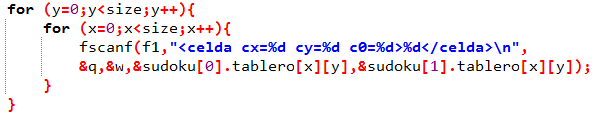 for (y=0;y<size;y++){
for (x=0;x<size;x++){
fscanf(f1,"<celda cx=%d cy=%d c0=%d>%d</celda>\n",
&q,&w,&sudoku[0].tablero[x][y],&sudoku[1].tablero[x][y]);
}
}